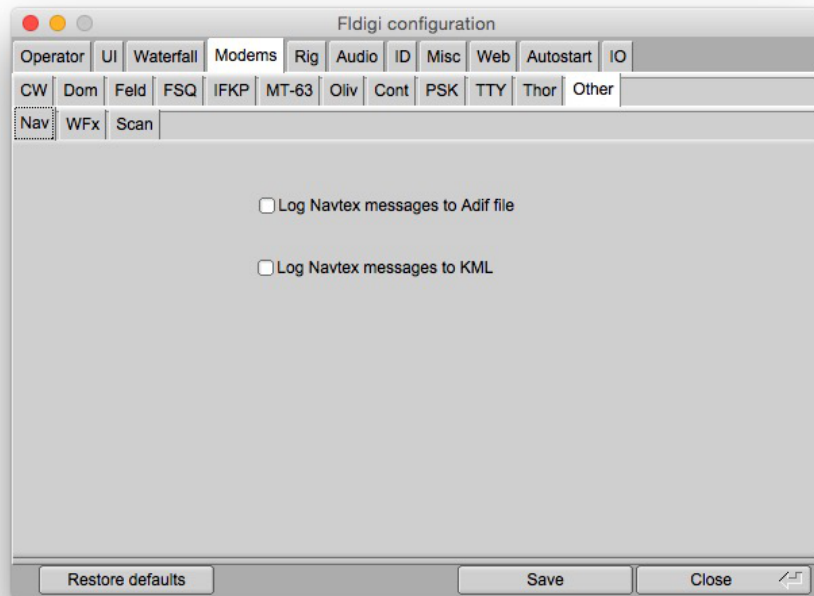 Fldigi configuration
Operator UI Waterfall Modems Rig Audio ID Misc Web Autostart IO
CW Dom Feld FSQ IFKP MT-63 Oliv Cont PSK TTY Thor Other
Nav WFx Scan
Log Navtex messages to Adif file
Log Navtex messages to KML
Restore defaults Save Close